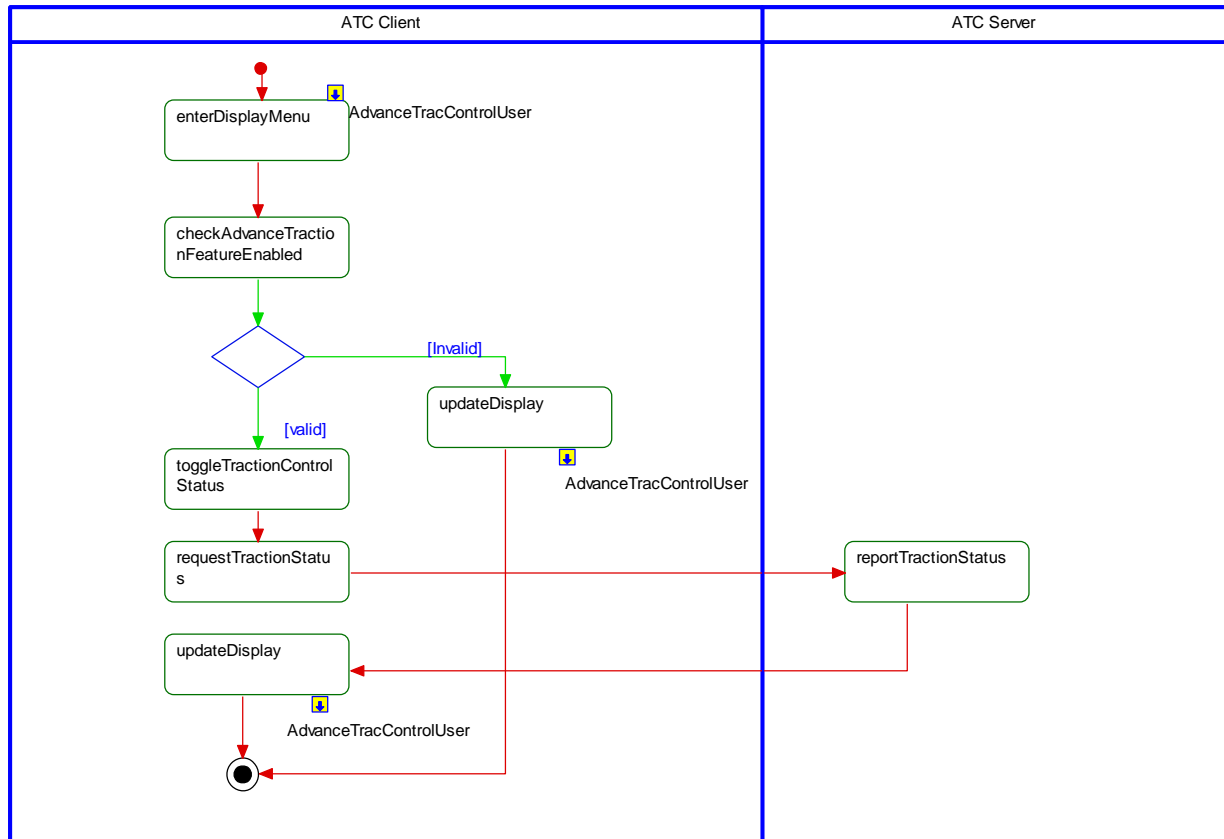 ATC Client
ATC Server
enterDisplayMenu
AdvanceTracControlUser
checkAdvanceTractio
nFeatureEnabled
[Invalid]
updateDisplay
[valid]
toggleTractionControl
Status
AdvanceTracControlUser
requestTractionStatu
s
reportTractionStatus
updateDisplay
AdvanceTracControlUser